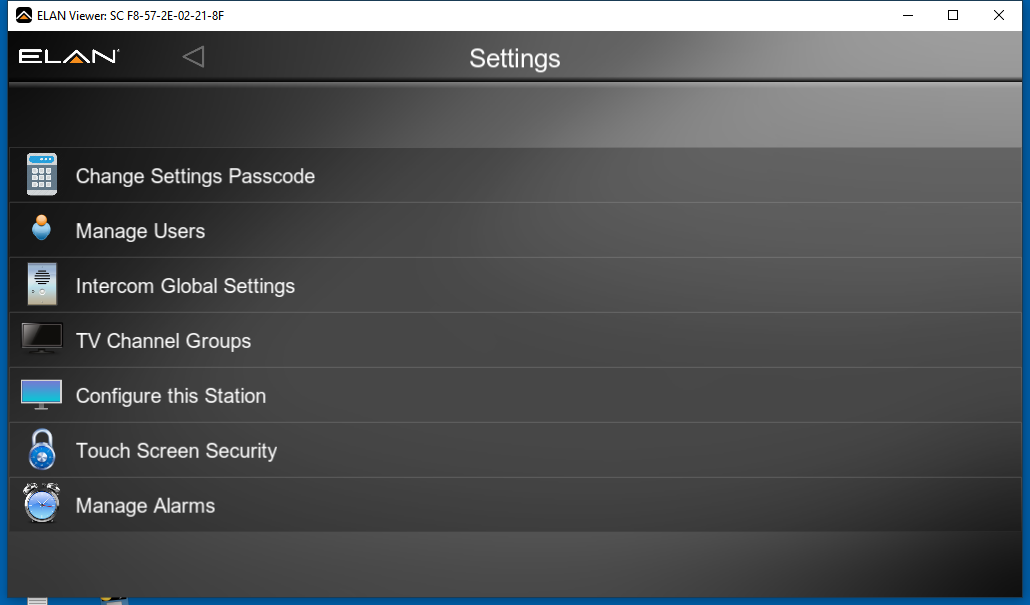 ELAN Viewer: SC F8-57-2E-02-21-8F
ELAN
Settings
Change Settings Passcode
Manage Users
Intercom Global Settings
TV Channel Groups
Configure this Station
Touch Screen Security
Manage Alarms